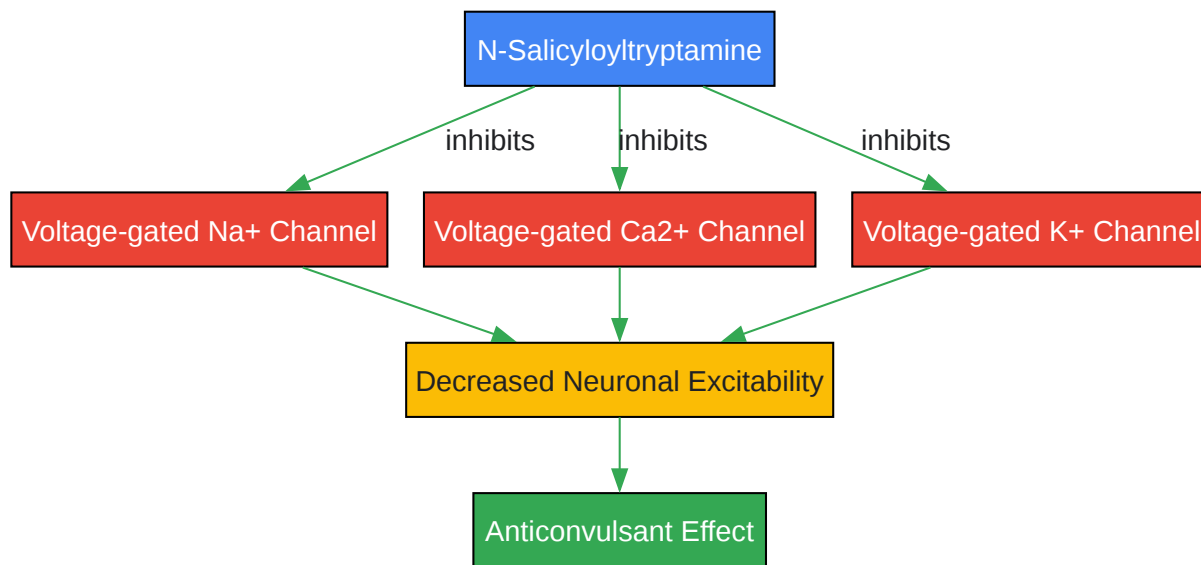 N-Salicyloyltryptamine
inhibits
inhibits
inhibits
Voltage-gated Na+ Channel
Voltage-gated Ca2+ Channel
Voltage-gated K+ Channel
Decreased Neuronal Excitability
Anticonvulsant Effect